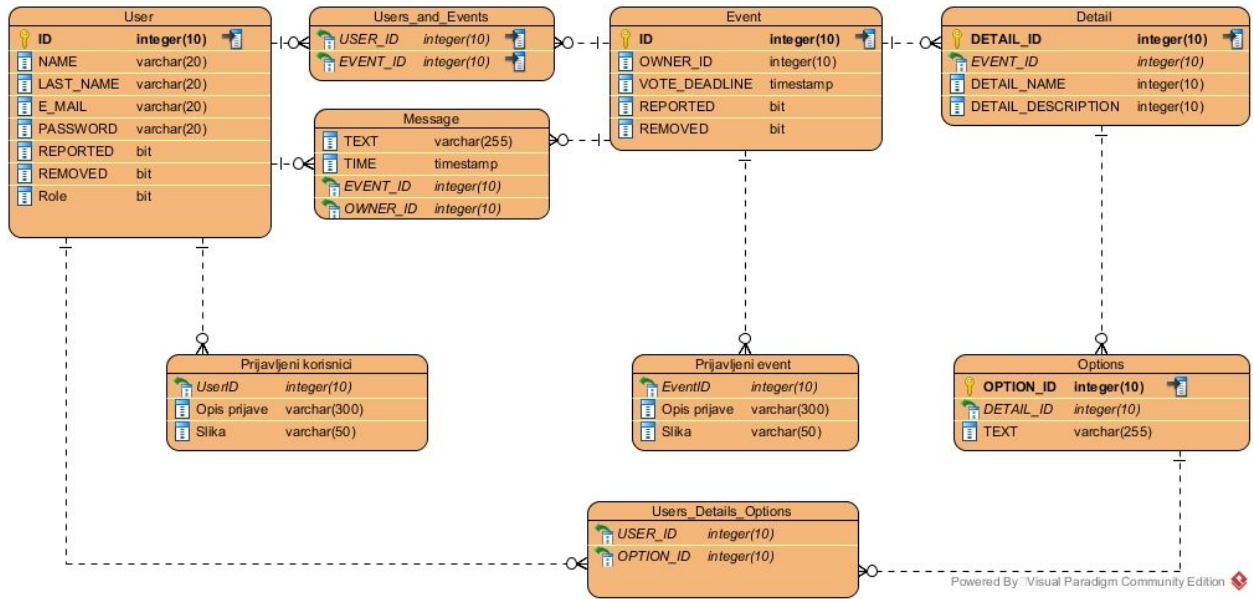 User
ID integer(10)
NAME varchar(20)
LAST_NAME varchar(20)
E_MAIL varchar(20)
PASSWORD varchar(20)
REPORTED bit
REMOVED bit
Role bit
Users_and_Events
USER_ID integer(10)
EVENT_ID integer(10)
Message
TEXT varchar(255)
TIME timestamp
EVENT_ID integer(10)
OWNER_ID integer(10)
Event
ID integer(10)
OWNER_ID integer(10)
VOTE_DEADLINE timestamp
REPORTED bit
REMOVED bit
Detail
DETAIL_ID integer(10)
EVENT_ID integer(10)
DETAIL_NAME integer(10)
DETAIL_DESCRIPTION integer(10)
Prijavljeni korisnici
UserID integer(10)
Opis prijave varchar(300)
Slika varchar(50)
Prijavljeni event
EventID integer(10)
Opis prijave varchar(300)
Slika varchar(50)
Options
OPTION_ID integer(10)
DETAIL_ID integer(10)
TEXT varchar(255)
Users_Details_Options
USER_ID integer(10)
OPTION_ID integer(10)
Powered By Visual Paradigm Community Edition